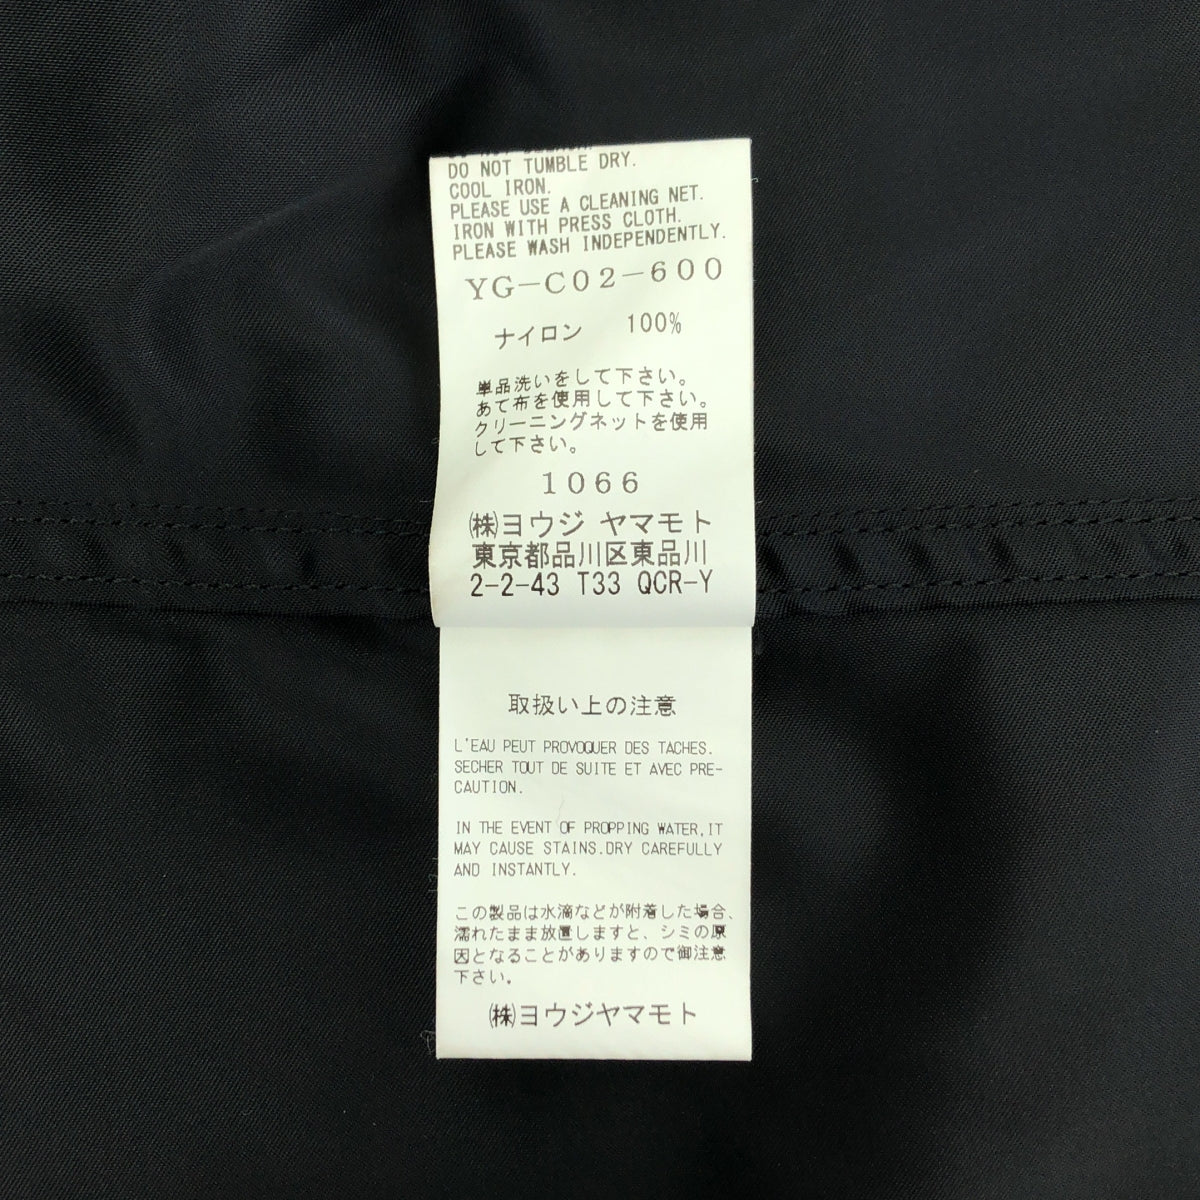 DO NOT TUMBLE DRY.
COOL IRON.
PLEASE USE A CLEANING NET.
IRON WITH PRESS CLOTH.
PLEASE WASH INDEPENDENTLY.
YG-C02-600
ナイロン 100%
単品洗いをして下さい。
あて布を使用して下さい。
クリーニングネットを使用
して下さい。
1066
㈱ヨウジ ヤマモト
東京都品川区東品川
2-2-43 T33 QCR-Y
取扱い上の注意
L'EAU PEUT PROVOQUER DES TACHES.
SECHER TOUT DE SUITE ET AVEC PRE-
CAUTION.
IN THE EVENT OF PROPPING WATER,IT
MAY CAUSE STAINS.DRY CAREFULLY
AND INSTANTLY.
この製品は水滴などが附着した場合、
濡れたまま放置しますと、シミの原
因となることがありますので御注意
下さい。
㈱ヨウジヤマモト